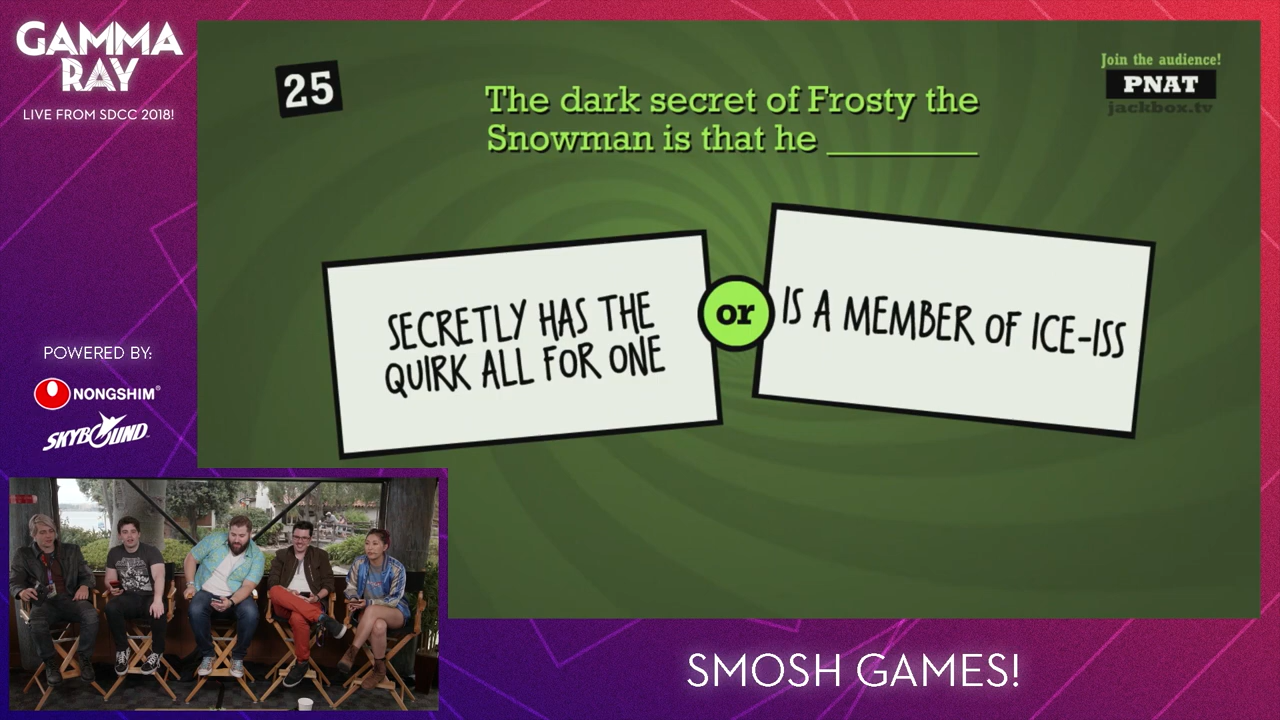 GAMMA
RAY
LIVE FROM SDCC 2018!
25
The dark secret of Frosty the
Snowman is that he _________
Join the audience!
PNAT
jackbox.tv
SECRETLY HAS THE
QUIRK ALL FOR ONE
or
IS A MEMBER OF ICE-ISS
POWERED BY:
NONGSHIM®
SKYBOUND
SMOSH GAMES!